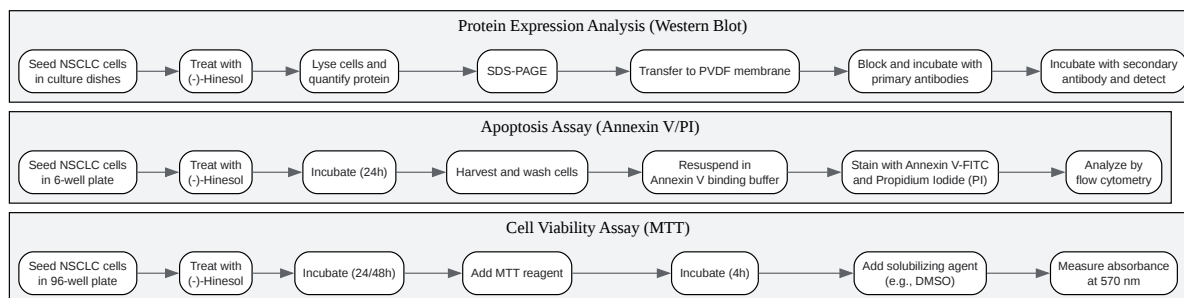 Protein Expression Analysis (Western Blot)
Seed NSCLC cells
in culture dishes
Treat with
(-)-Hinesol
Lyse cells and
quantify protein
SDS-PAGE
Transfer to PVDF membrane
Block and incubate with
primary antibodies
Incubate with secondary
antibody and detect
Apoptosis Assay (Annexin V/PI)
Seed NSCLC cells
in 6-well plate
Treat with
(-)-Hinesol
Incubate (24h)
Harvest and wash cells
Resuspend in
Annexin V binding buffer
Stain with Annexin V-FITC
and Propidium Iodide (PI)
Analyze by
flow cytometry
Cell Viability Assay (MTT)
Seed NSCLC cells
in 96-well plate
Treat with
(-)-Hinesol
Incubate (24/48h)
Add MTT reagent
Incubate (4h)
Add solubilizing agent
(e.g., DMSO)
Measure absorbance
at 570 nm